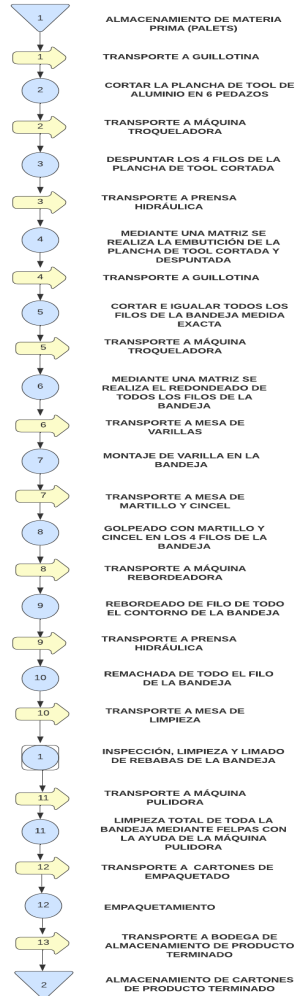 1
ALMACENAMIENTO DE MATERIA
PRIMA (PALETS)
1
TRANSPORTE A GUILLOTINA
2
CORTAR LA PLANCHA DE TOOL DE
ALUMINIO EN 6 PEDAZOS
2
TRANSPORTE A MÁQUINA
TROQUELADORA
3
DESPUNTAR LOS 4 FILOS DE LA
PLANCHA DE TOOL CORTADA
3
TRANSPORTE A PRENSA
HIDRÁULICA
4
MEDIANTE UNA MATRIZ SE
REALIZA LA EMBUTICIÓN DE LA
PLANCHA DE TOOL CORTADA Y
DESPUNTADA
4
TRANSPORTE A GUILLOTINA
5
CORTAR E IGUALAR TODOS LOS
FILOS DE LA BANDEJA MEDIDA
EXACTA
5
TRANSPORTE A MÁQUINA
TROQUELADORA
6
MEDIANTE UNA MATRIZ SE
REALIZA EL REDONDEADO DE
TODOS LOS FILOS DE LA
BANDEJA
6
TRANSPORTE A MESA DE
VARILLAS
7
MONTAJE DE VARILLA EN LA
BANDEJA
7
TRANSPORTE A MESA DE
MARTILLO Y CINCEL
8
GOLPEADO CON MARTILLO Y
CINCEL EN LOS 4 FILOS DE LA
BANDEJA
8
TRANSPORTE A MÁQUINA
REBORDEADORA
9
REBORDEADO DE FILO DE TODO
EL CONTORNO DE LA BANDEJA
9
TRANSPORTE A PRENSA
HIDRÁULICA
10
REMACHADA DE TODO EL FILO
DE LA BANDEJA
10
TRANSPORTE A MESA DE
LIMPIEZA
1
INSPECCIÓN, LIMPIEZA Y LIMADO
DE REBABAS DE LA BANDEJA
11
TRANSPORTE A MÁQUINA
PULIDORA
11
LIMPIEZA TOTAL DE TODA LA
BANDEJA MEDIANTE FELPAS CON
LA AYUDA DE LA MÁQUINA
PULIDORA
12
TRANSPORTE A CARTONES DE
EMPAQUETADO
12
EMPAQUETAMIENTO
13
TRANSPORTE A BODEGA DE
ALMACENAMIENTO DE PRODUCTO
TERMINADO
2
ALMACENAMIENTO DE CARTONES
DE PRODUCTO TERMINADO